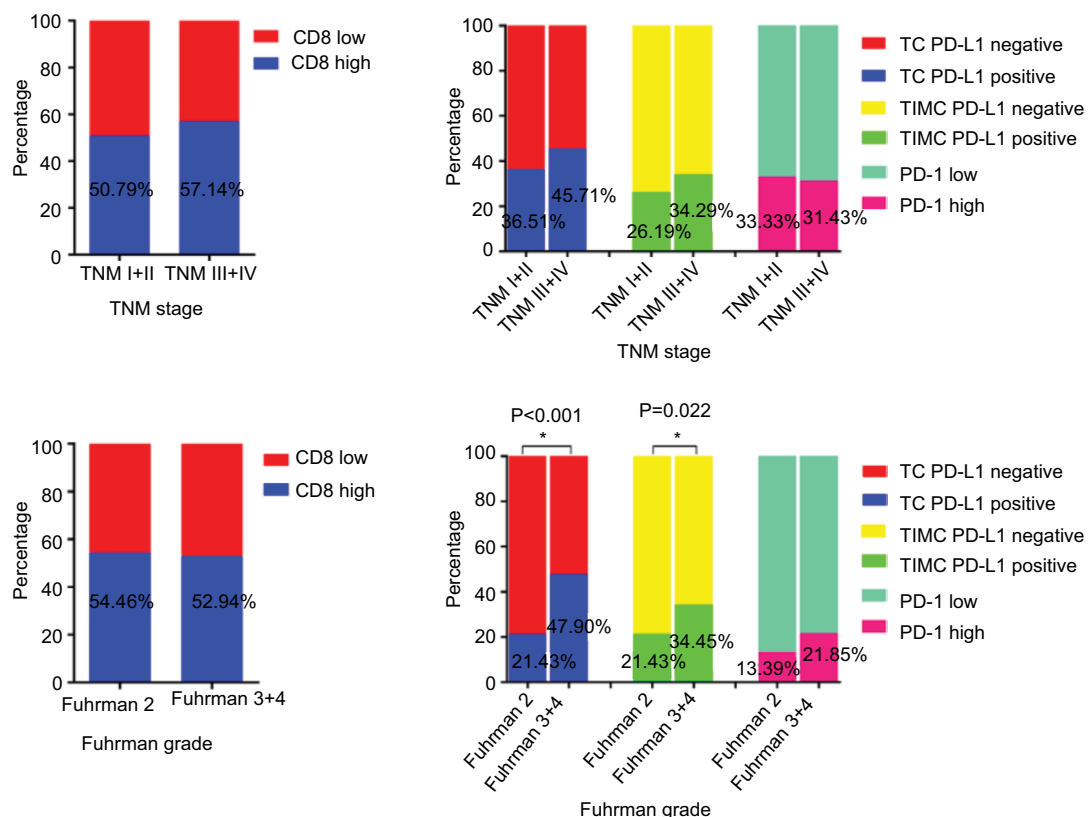 100
80
60
40
20
0
Percentage
50.79%
57.14%
TNM I+II
TNM III+IV
TNM stage
CD8 low
CD8 high
100
80
60
40
20
0
Percentage
36.51%
45.71%
26.19%
34.29%
33.33%
31.43%
TNM I+II
TNM III+IV
TNM I+II
TNM III+IV
TNM I+II
TNM III+IV
TNM stage
TC PD-L1 negative
TC PD-L1 positive
TIMC PD-L1 negative
TIMC PD-L1 positive
PD-1 low
PD-1 high
100
80
60
40
20
0
Percentage
54.46%
52.94%
Fuhrman 2
Fuhrman 3+4
Fuhrman grade
CD8 low
CD8 high
P<0.001
*
P=0.022
*
100
80
60
40
20
0
Percentage
21.43%
47.90%
21.43%
34.45%
13.39%
21.85%
Fuhrman 2
Fuhrman 3+4
Fuhrman 2
Fuhrman 3+4
Fuhrman 2
Fuhrman 3+4
Fuhrman grade
TC PD-L1 negative
TC PD-L1 positive
TIMC PD-L1 negative
TIMC PD-L1 positive
PD-1 low
PD-1 high